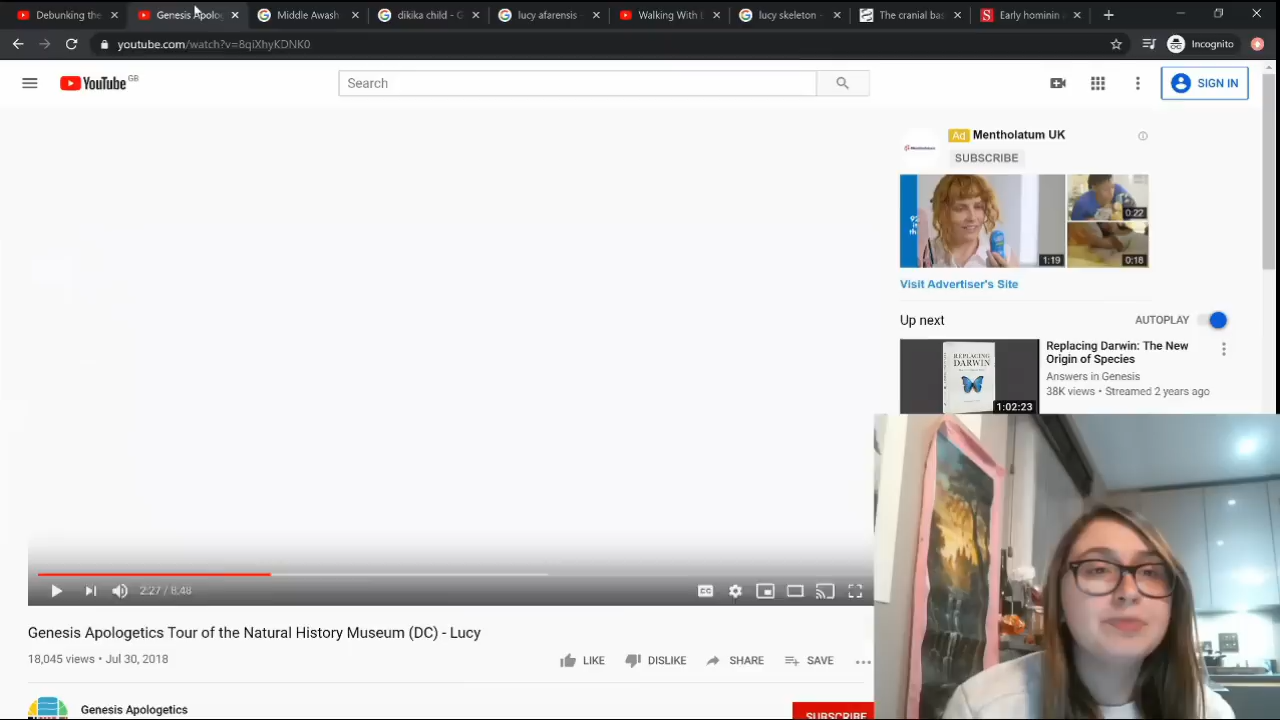 Debunking the
Genesis Apolo
Middle Awash
dikika child - G
lucy afarensis
Walking With L
lucy skeleton -
The cranial bas
Early hominin a
youtube.com/watch?v=8qiXhyKDNK0
Incognito
YouTube GB
Search
SIGN IN
Ad Mentholatum UK
SUBSCRIBE
1:19
0:22
0:18
Visit Advertiser's Site
Up next
AUTOPLAY
REPLACING
DARWIN
1:02:23
Replacing Darwin: The New
Origin of Species
Answers in Genesis
38K views • Streamed 2 years ago
2:27 / 8:48
CC
Genesis Apologetics Tour of the Natural History Museum (DC) - Lucy
18,045 views • Jul 30, 2018
LIKE
DISLIKE
SHARE
SAVE
Genesis Apologetics
SUBSCRIBE